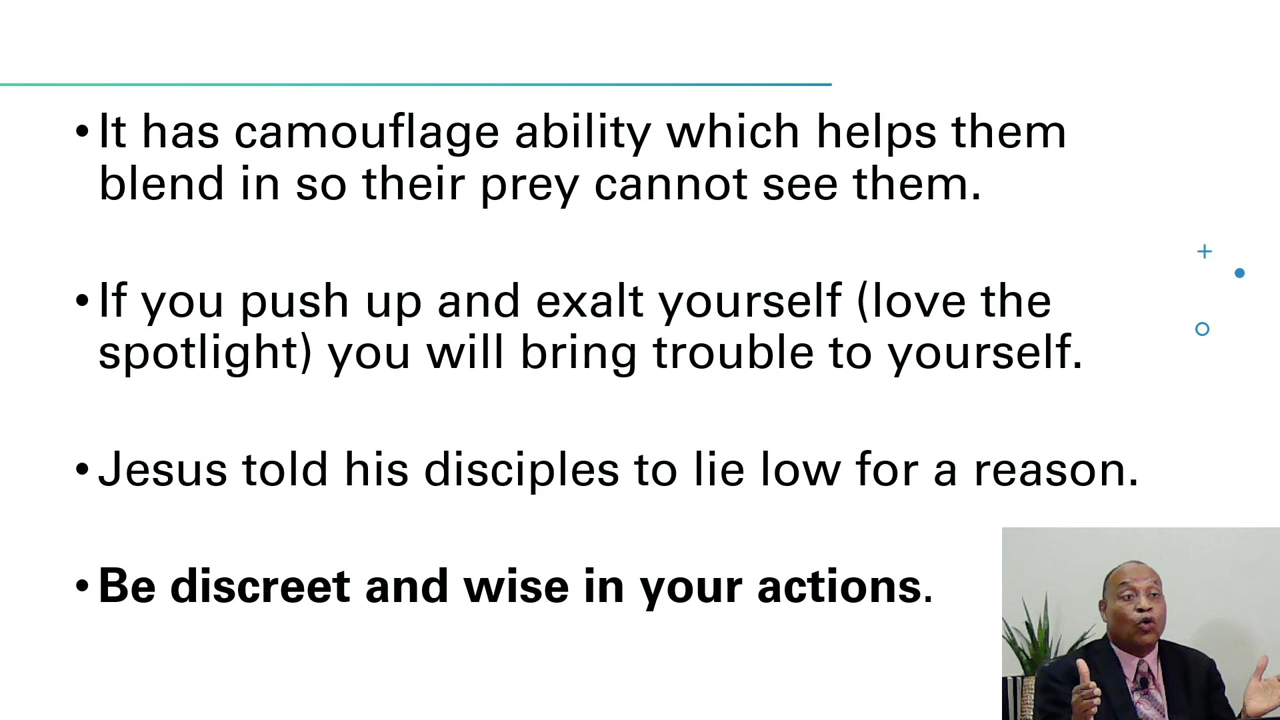 •It has camouflage ability which helps them
blend in so their prey cannot see them.
•If you push up and exalt yourself (love the
spotlight) you will bring trouble to yourself.
•Jesus told his disciples to lie low for a reason.
•Be discreet and wise in your actions.